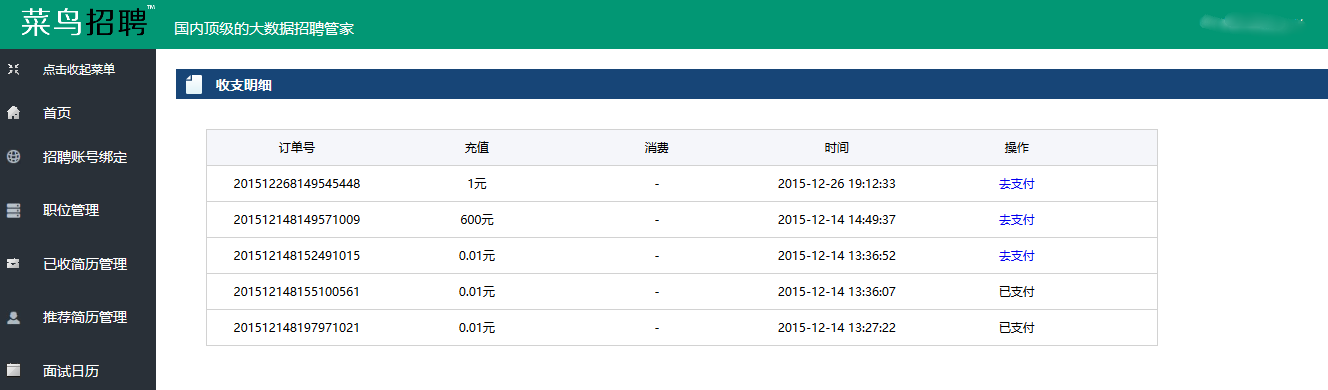 菜鸟招聘™ 国内顶级的大数据招聘管家
点击收起菜单
首页
招聘账号绑定
职位管理
已收简历管理
推荐简历管理
面试日历
收支明细
订单号 充值 消费 时间 操作
201512268149545448 1元 - 2015-12-26 19:12:33 去支付
201512148149571009 600元 - 2015-12-14 14:49:37 去支付
201512148152491015 0.01元 - 2015-12-14 13:36:52 去支付
201512148155100561 0.01元 - 2015-12-14 13:36:07 已支付
201512148197971021 0.01元 - 2015-12-14 13:27:22 已支付